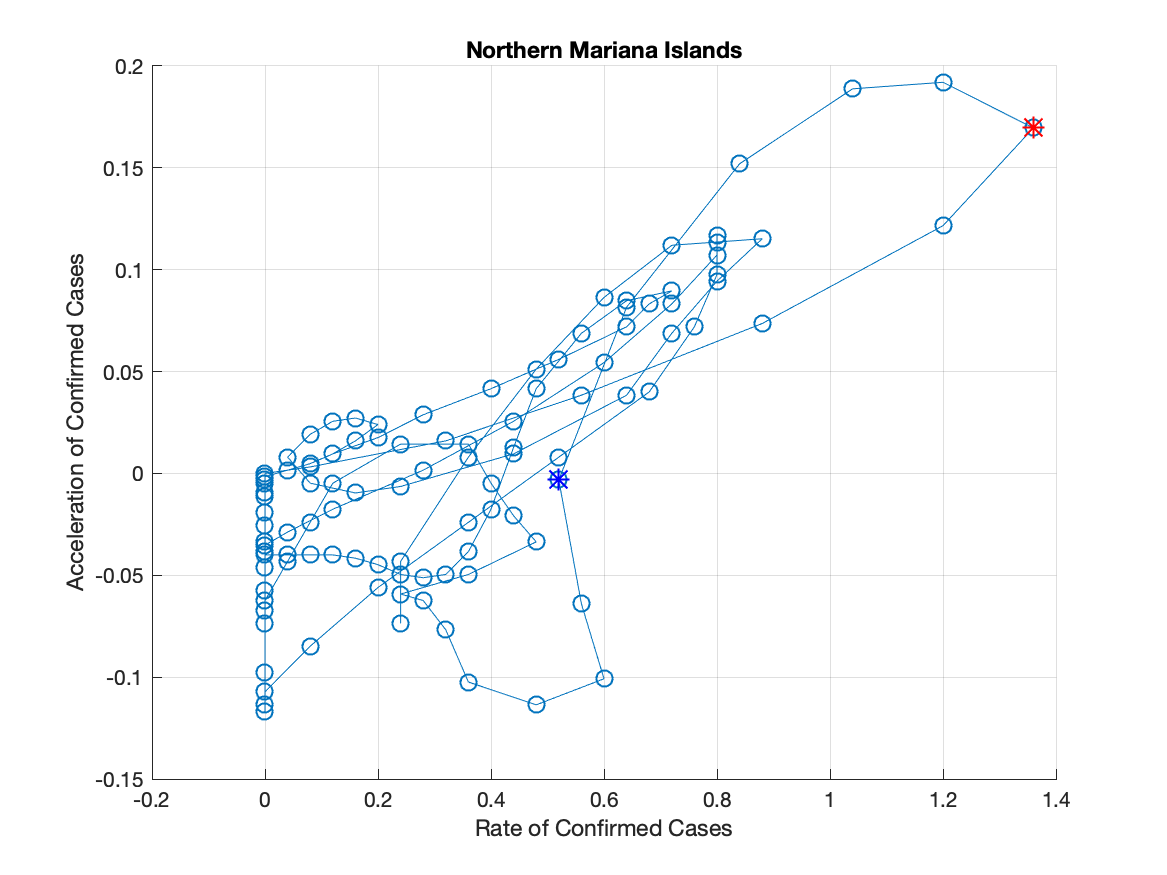 Northern Mariana Islands
0.2
0.15
0.1
0.05
0
-0.05
-0.1
-0.15
Acceleration of Confirmed Cases
-0.2 0 0.2 0.4 0.6 0.8 1 1.2 1.4
Rate of Confirmed Cases